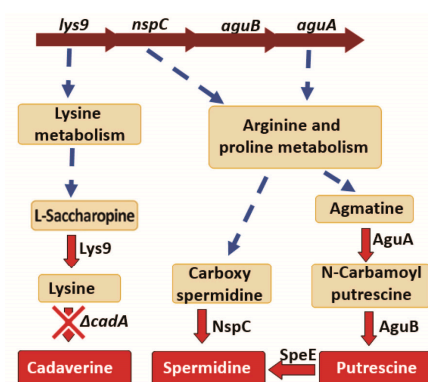 lys9 nspC aguB aguA
Lysine
metabolism
Arginine and
proline metabolism
L-Saccharopine
Agmatine
Lys9
AguA
Lysine
Carboxy
spermidine
N-Carbamoyl
putrescine
ΔcadA
NspC
AguB
Cadaverine
Spermidine
SpeE
Putrescine